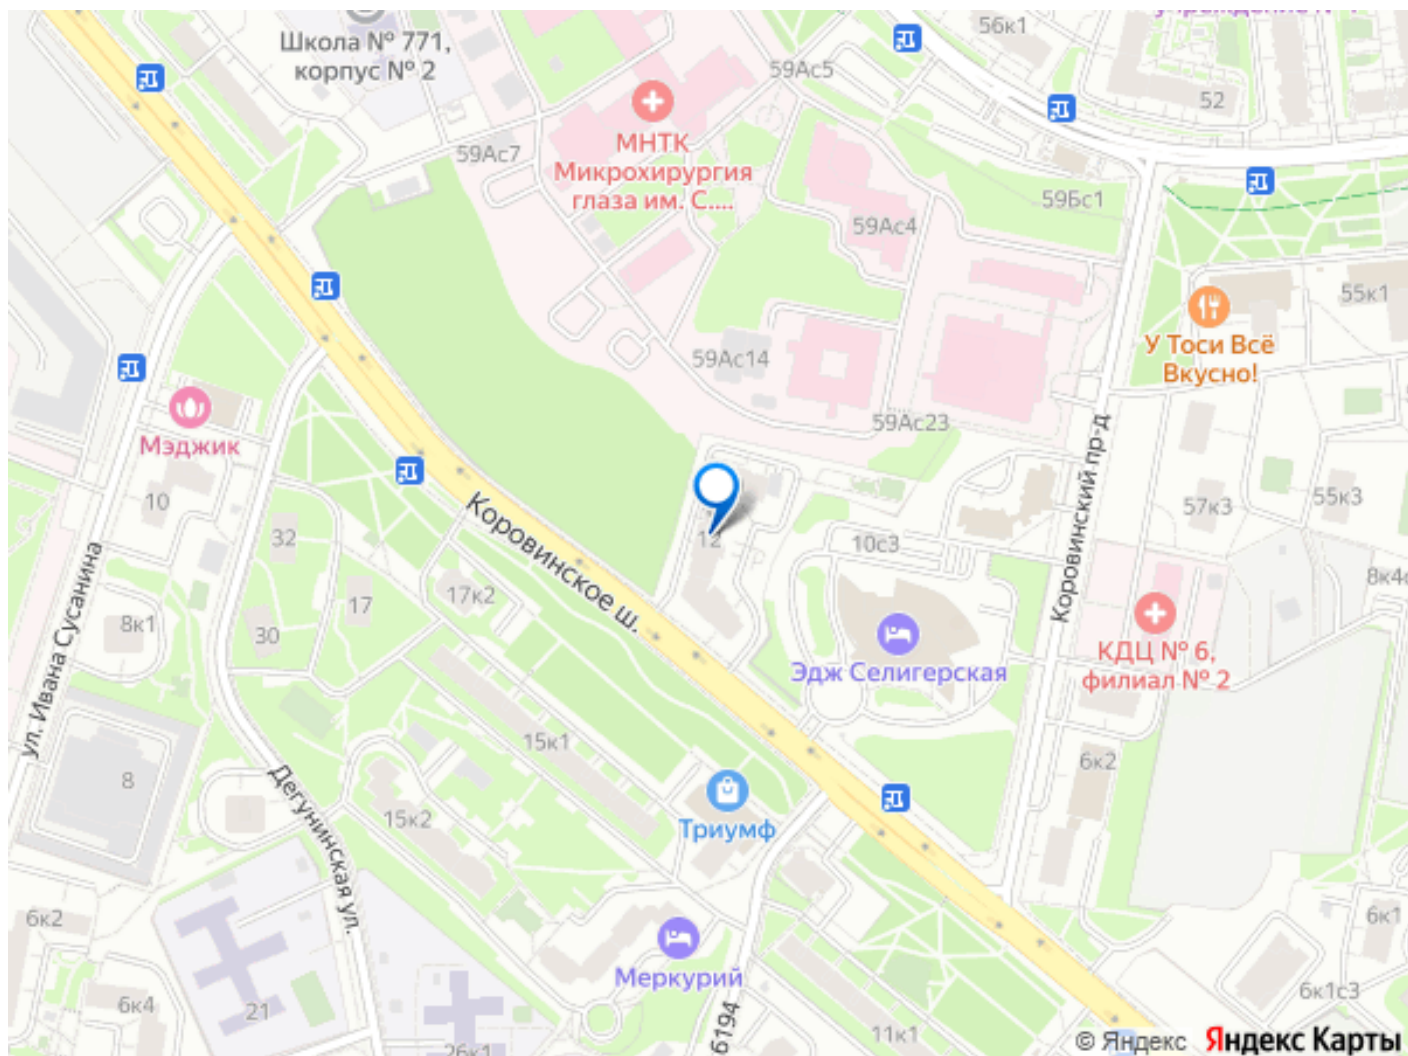 56к1
Школа № 771,
корпус № 2
59Ас5
52
МНТК
Микрохирургия
глаза им. С....
59Ас7
59Бс1
59Ас4
55к1
У Тоси Всё
Вкусно!
59Ас14
59Ас23
Мэджик
10
Коровинский пр-д
57к3
55к3
32
Коровинское ш.
12
10с3
17к2
17
8к1
30
ул. Ивана Сусанина
Эдж Селигерская
КДЦ № 6,
филиал № 2
15к1
6к2
8
Дегунинская ул.
15к2
Триумф
6к2
6к1
Меркурий
6к4
21
6194
11к1
6к1с3
26к1
© Яндекс Яндекс Карты